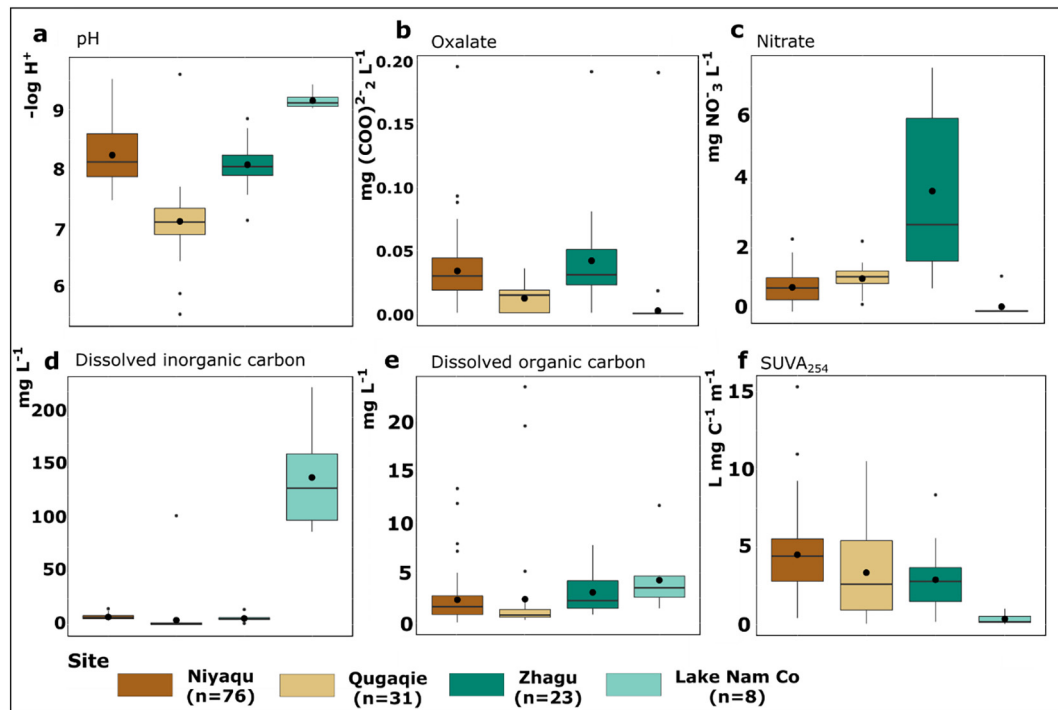 a pH
-log H⁺
9
8
7
6
b Oxalate
mg (COO)²⁻₂ L⁻¹
0.20
0.15
0.10
0.05
0.00
c Nitrate
mg NO⁻₃ L⁻¹
6
4
2
0
d Dissolved inorganic carbon
mg L⁻¹
200
150
100
50
0
e Dissolved organic carbon
mg L⁻¹
20
15
10
5
0
f SUVA₂₅₄
L mg C⁻¹ m⁻¹
15
10
5
0
Site
Niyaqu
(n=76)
Qugaqie
(n=31)
Zhagu
(n=23)
Lake Nam Co
(n=8)